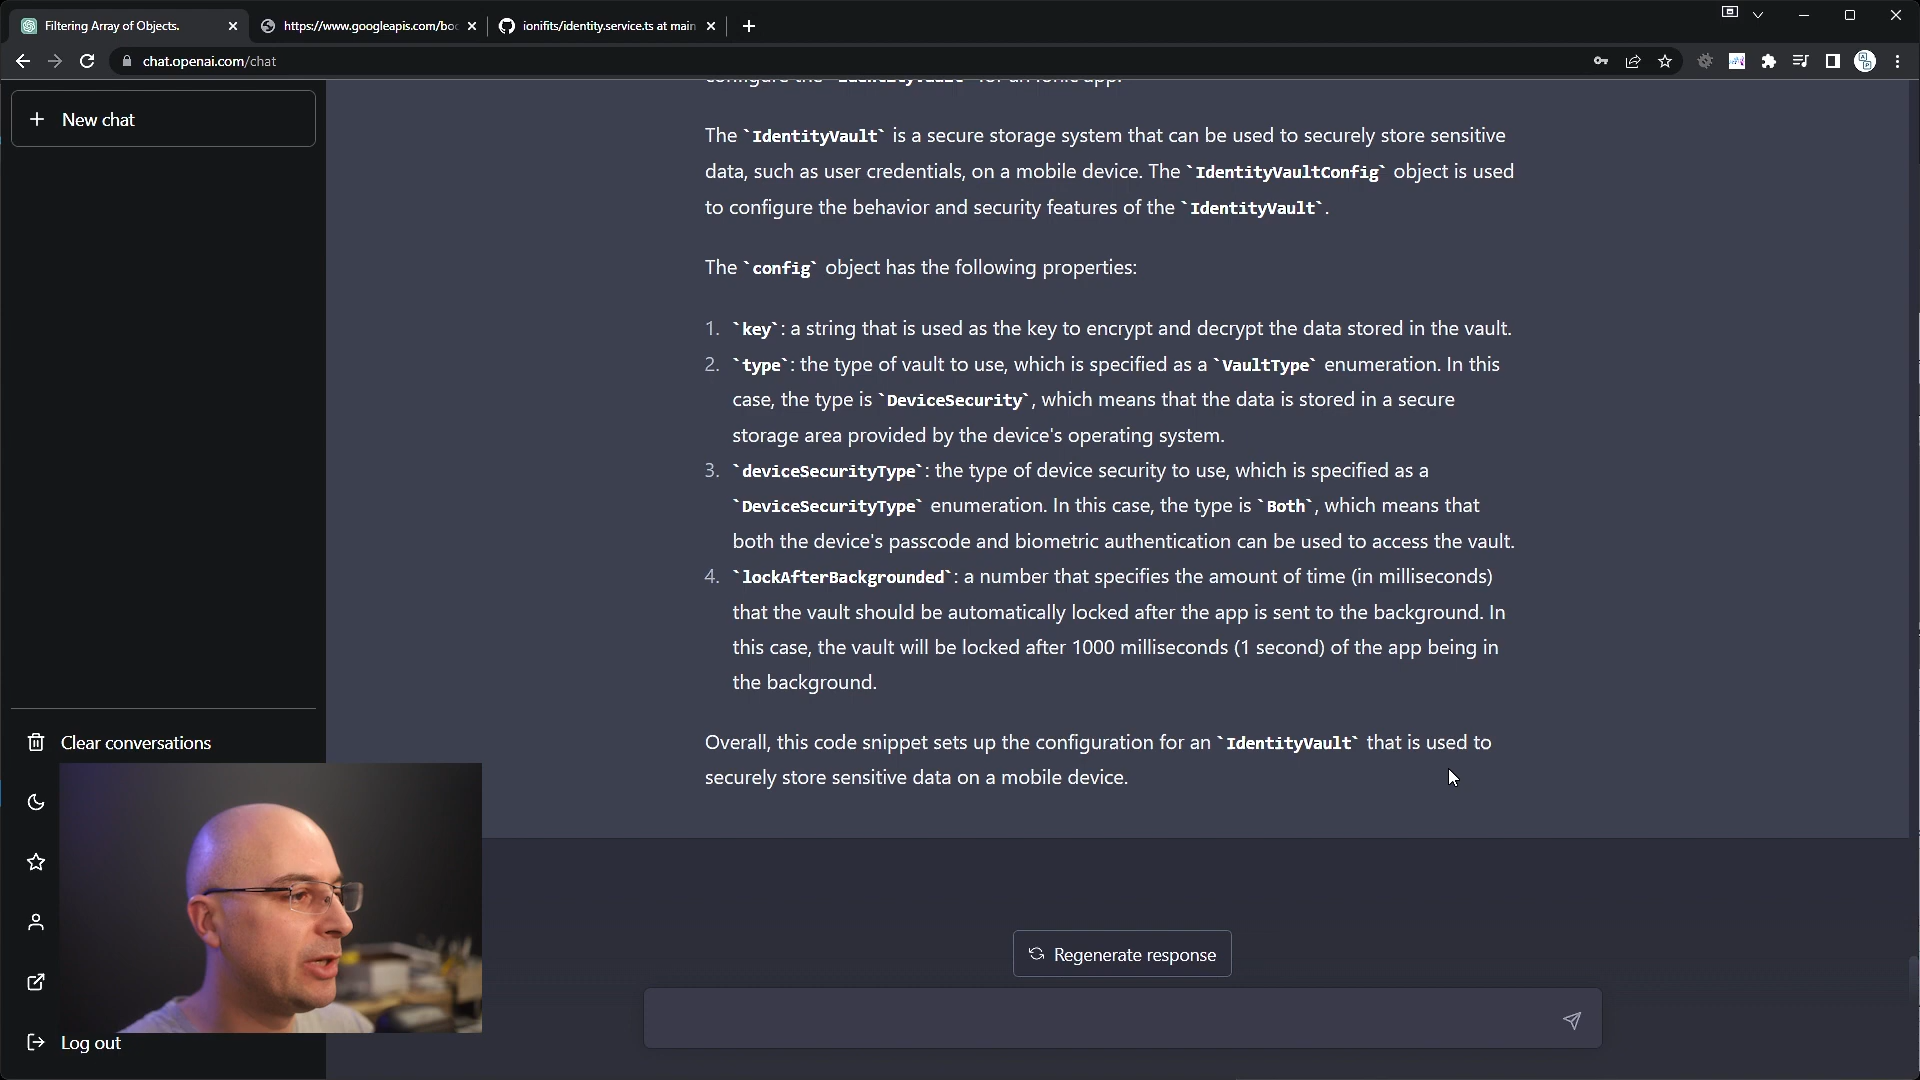 Filtering Array of Objects.
https://www.googleapis.com/boo
ionifits/identity.service.ts at main
chat.openai.com/chat
New chat
The `IdentityVault` is a secure storage system that can be used to securely store sensitive
data, such as user credentials, on a mobile device. The `IdentityVaultConfig` object is used
to configure the behavior and security features of the `IdentityVault`.
The `config` object has the following properties:
1. `key`: a string that is used as the key to encrypt and decrypt the data stored in the vault.
2. `type`: the type of vault to use, which is specified as a `VaultType` enumeration. In this
case, the type is `DeviceSecurity`, which means that the data is stored in a secure
storage area provided by the device's operating system.
3. `deviceSecurityType`: the type of device security to use, which is specified as a
`DeviceSecurityType` enumeration. In this case, the type is `Both`, which means that
both the device's passcode and biometric authentication can be used to access the vault.
4. `lockAfterBackgrounded`: a number that specifies the amount of time (in milliseconds)
that the vault should be automatically locked after the app is sent to the background. In
this case, the vault will be locked after 1000 milliseconds (1 second) of the app being in
the background.
Overall, this code snippet sets up the configuration for an `IdentityVault` that is used to
securely store sensitive data on a mobile device.
Clear conversations
Log out
Regenerate response